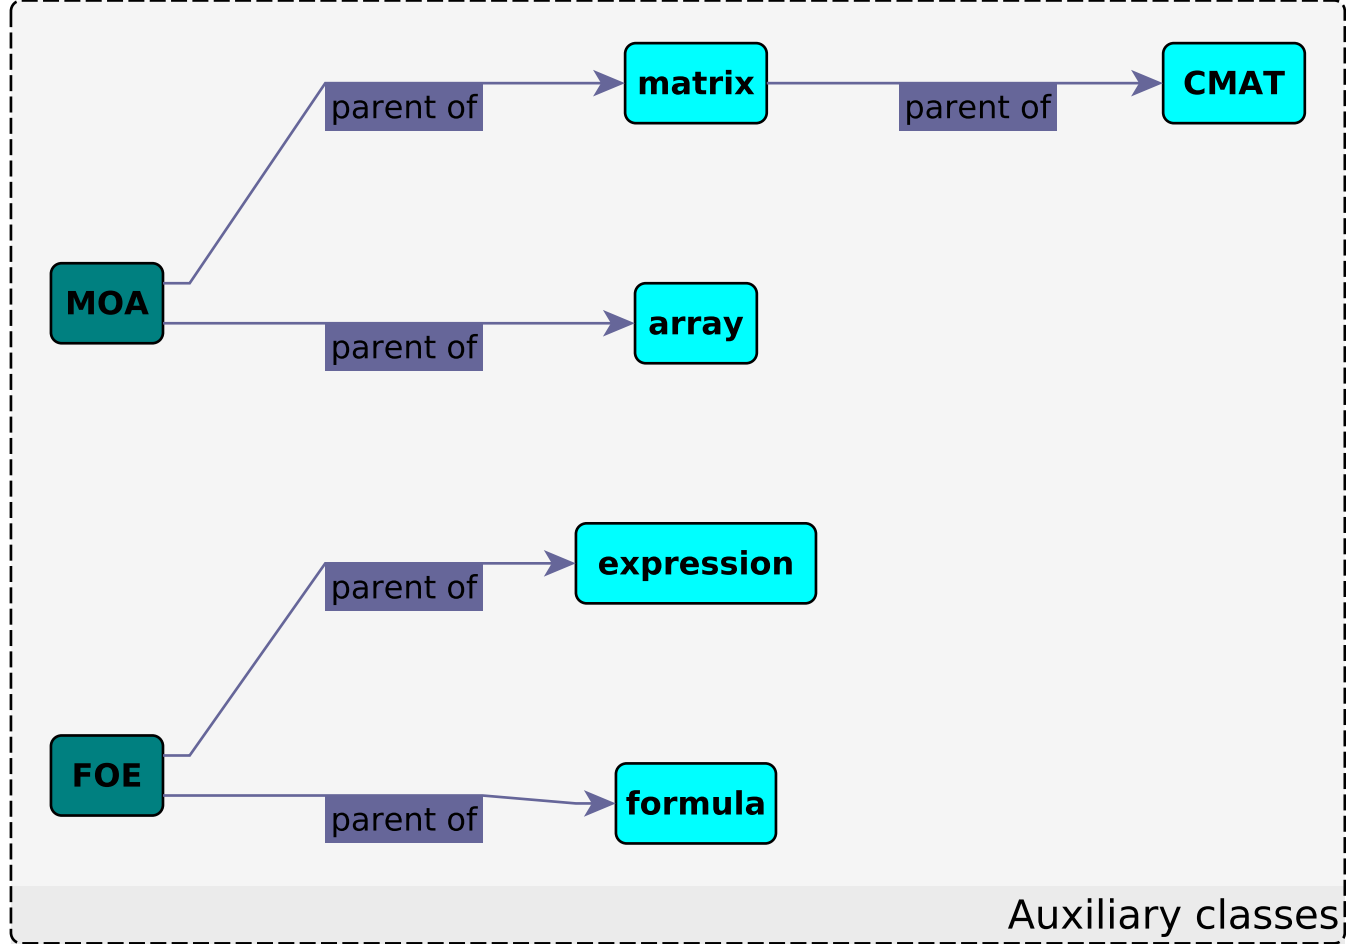 matrix
CMAT
parent of
parent of
MOA
array
parent of
expression
parent of
FOE
formula
parent of
Auxiliary classes